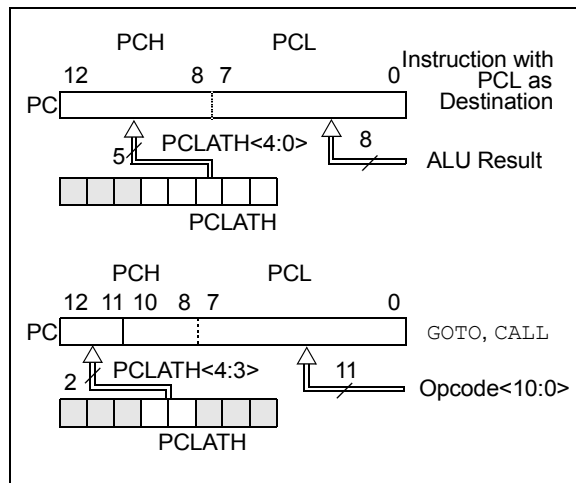 PCH PCL
12 8 7 0
Instruction with
PCL as
Destination
PC
PCLATH<4:0>
5
8
ALU Result
PCLATH
PCH PCL
12 11 10 8 7 0
PC
GOTO, CALL
PCLATH<4:3>
2
11
Opcode<10:0>
PCLATH